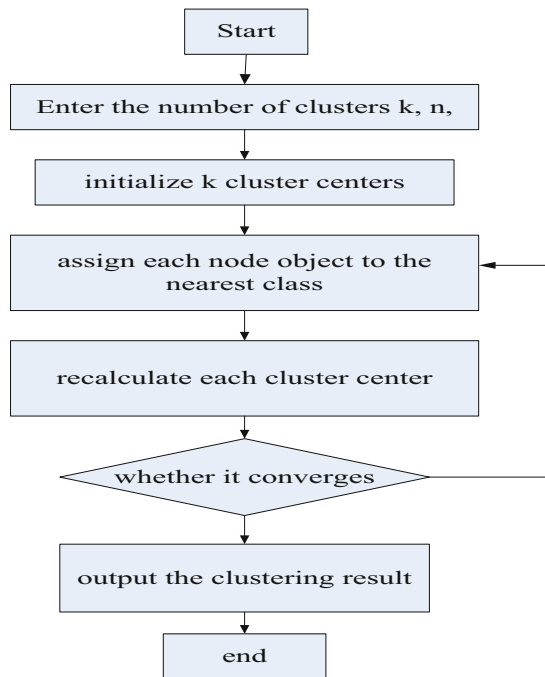 Start
Enter the number of clusters k, n,
initialize k cluster centers
assign each node object to the
nearest class
recalculate each cluster center
whether it converges
output the clustering result
end